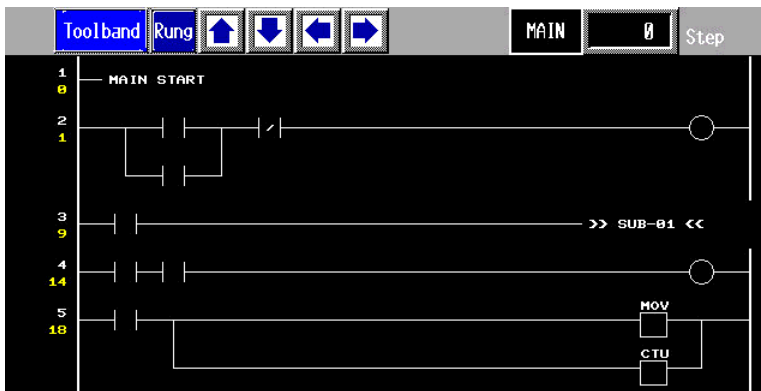 Toolband Rung MAIN 0 Step
1 MAIN START
0
2
1
3 >> SUB-01 <<
9
4
14
5 MOV
18
CTU